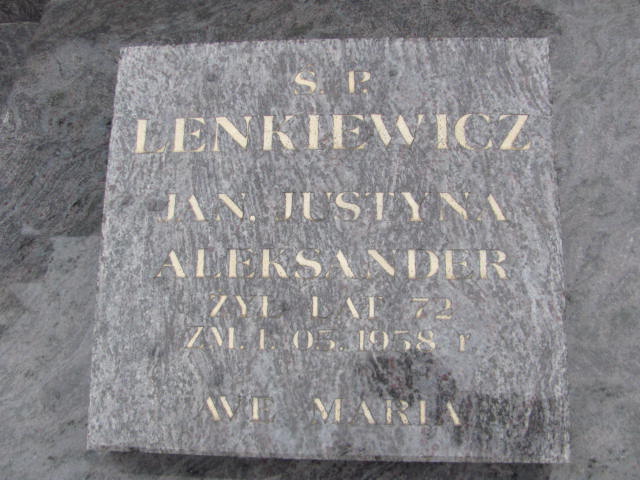 S. P.
LENKIEWICZ
JAN, JUSTYNA
ALEKSANDER
ŻYŁ LAT 72
ZM. 1. 05. 1958 r
AVE MARIA